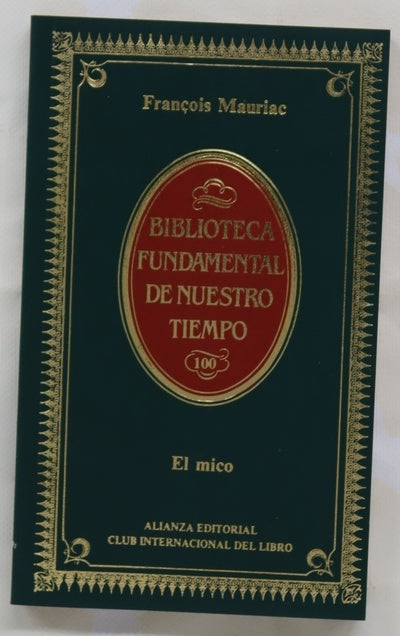 François Mauriac
BIBLIOTECA
FUNDAMENTAL
DE NUESTRO
TIEMPO
100
El mico
ALIANZA EDITORIAL
CLUB INTERNACIONAL DEL LIBRO